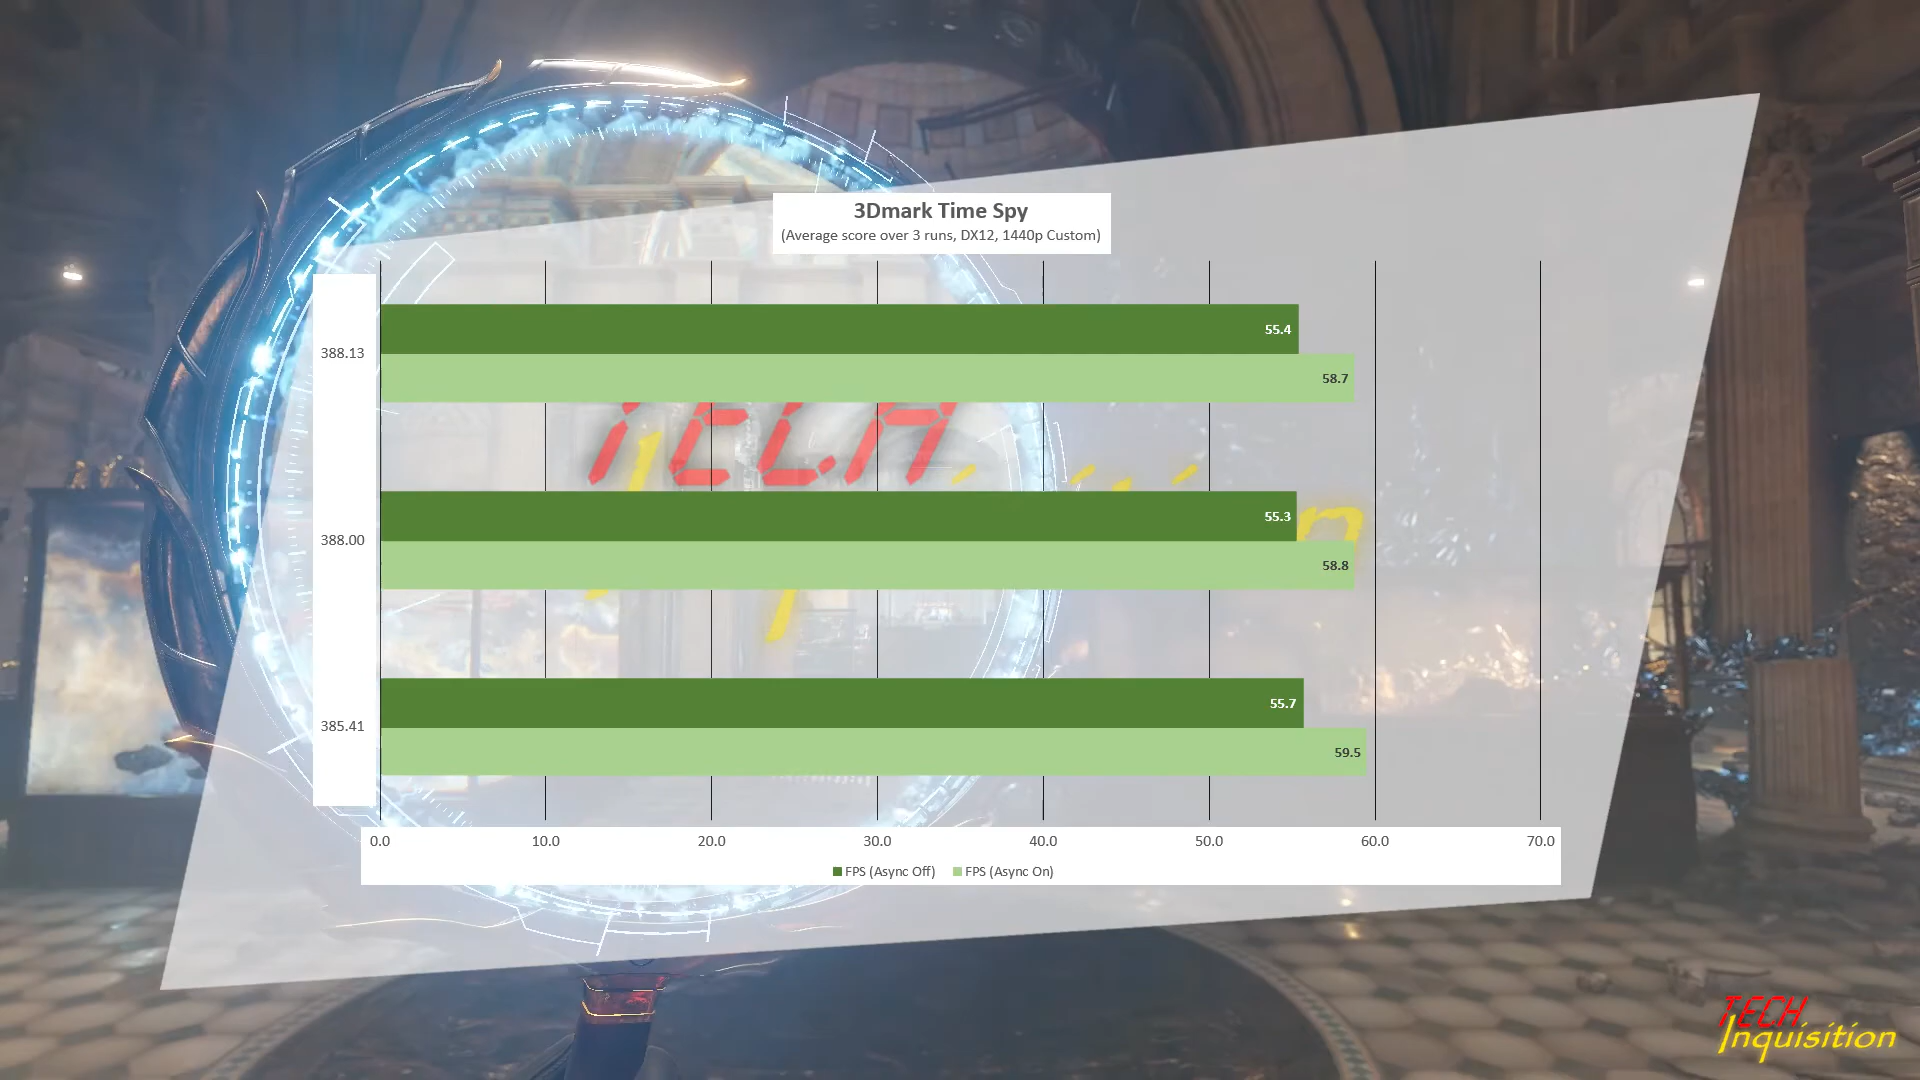 3Dmark Time Spy
(Average score over 3 runs, DX12, 1440p Custom)
388.13
55.4
58.7
TECH
388.00
55.3
58.8
385.41
55.7
59.5
0.0 10.0 20.0 30.0 40.0 50.0 60.0 70.0
FPS (Async Off) FPS (Async On)
TECH
Inquisition